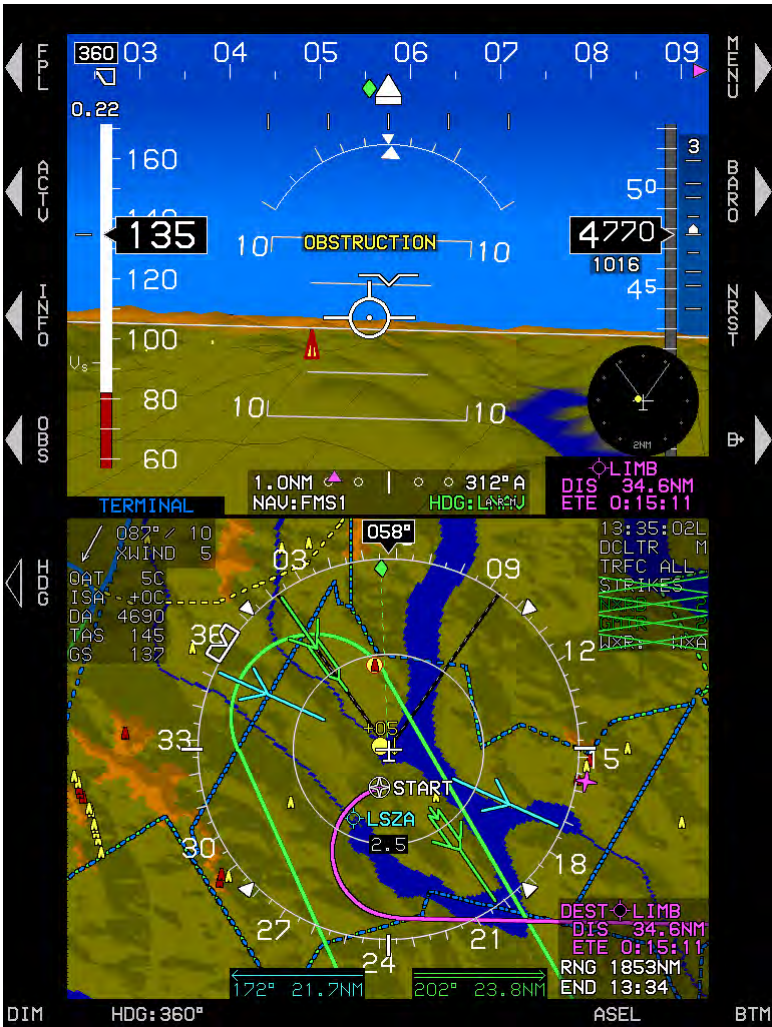 FPL
ACTV
INFO
OBS
HDG
MENU
BARO
NRST
D
360 03 04 05 06 07 08 09
0.22
160
140
135
120
100
80
60
Vs
10 10
OBSTRUCTION
10 10
3
50
4770
1016
45
2NM
1.0NM 312°A
NAV:FMS1 HDG:LNAV
TERMINAL
LIMB
DIS 34.6NM
ETE 0:15:11
087°/ 10
XWIND 5
OAT 5C
ISA +0C
DA 4690
TAS 145
GS 137
058°
13:35:02L
DCLTR M
TRFC ALL
STRIKES
03 09
36 12
33 15
30 18
27 21
24
+05
START
LSZA
2.5
DEST LIMB
DIS 34.6NM
ETE 0:15:11
RNG 1853NM
END 13:34
172° 21.7NM
202° 23.8NM
DIM HDG:360° ASEL BTM